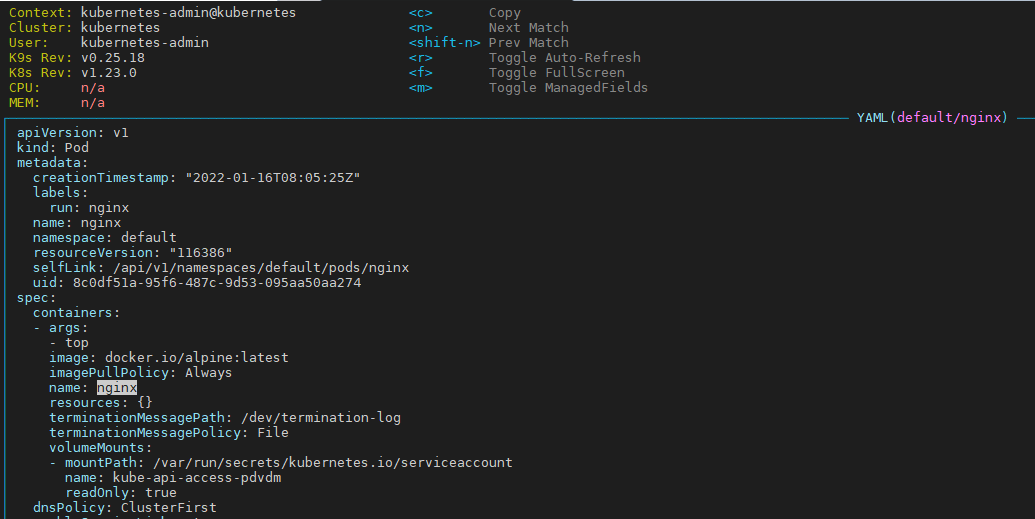 Context: kubernetes-admin@kubernetes <c> Copy
Cluster: kubernetes <n> Next Match
User: kubernetes-admin <shift-n> Prev Match
K9s Rev: v0.25.18 <r> Toggle Auto-Refresh
K8s Rev: v1.23.0 <f> Toggle FullScreen
CPU: n/a <m> Toggle ManagedFields
MEM: n/a
YAML(default/nginx)
apiVersion: v1
kind: Pod
metadata:
  creationTimestamp: "2022-01-16T08:05:25Z"
  labels:
    run: nginx
  name: nginx
  namespace: default
  resourceVersion: "116386"
  selfLink: /api/v1/namespaces/default/pods/nginx
  uid: 8c0df51a-95f6-487c-9d53-095aa50aa274
spec:
  containers:
  - args:
    - top
    image: docker.io/alpine:latest
    imagePullPolicy: Always
    name: nginx
    resources: {}
    terminationMessagePath: /dev/termination-log
    terminationMessagePolicy: File
    volumeMounts:
    - mountPath: /var/run/secrets/kubernetes.io/serviceaccount
      name: kube-api-access-pdvdm
      readOnly: true
  dnsPolicy: ClusterFirst